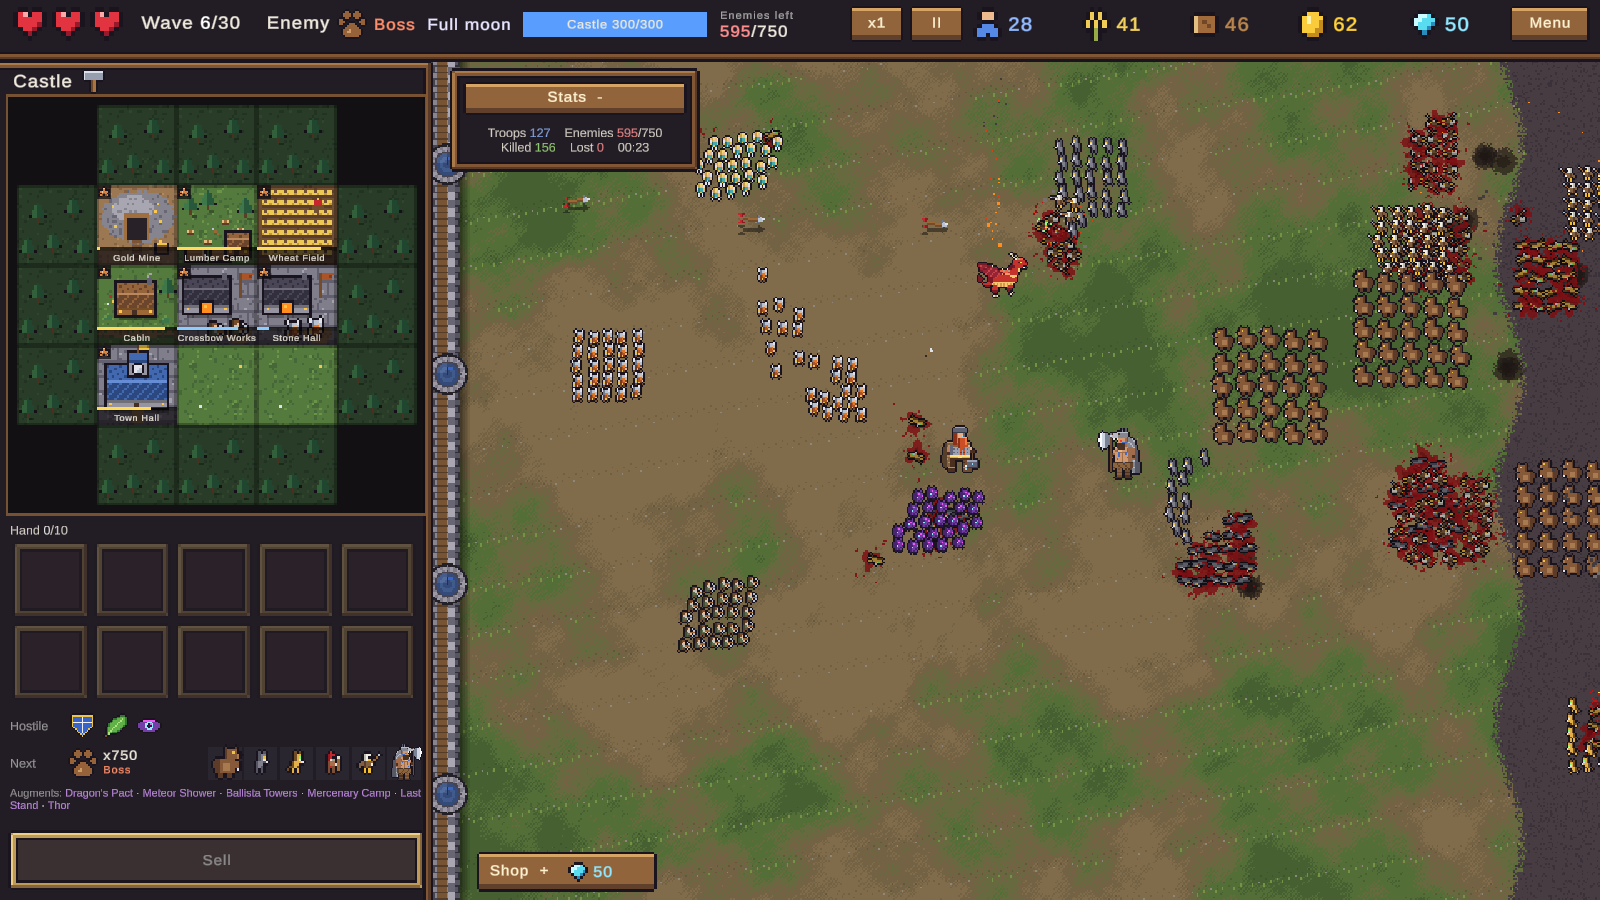 Wave 6/30
Enemy
Boss
Full moon
Castle 300/300
Enemies left
595/750
x1
II
28
41
46
62
50
Menu
Castle
Stats -
Troops 127 Enemies 595/750
Killed 156 Lost 0 00:23
Gold Mine
Lumber Camp
Wheat Field
Cabin
Crossbow Works
Stone Hall
Town Hall
Hand 0/10
Hostile
Next
x750
Boss
Augments: Dragon's Pact · Meteor Shower · Ballista Towers · Mercenary Camp · Last
Stand · Thor
Sell
Shop +
50